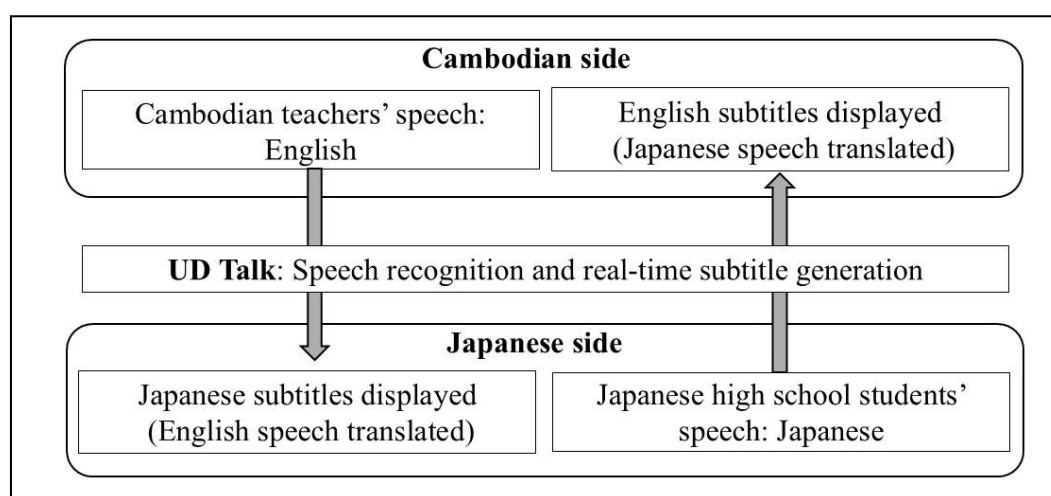 Cambodian side
Cambodian teachers’ speech:
English
English subtitles displayed
(Japanese speech translated)
UD Talk: Speech recognition and real-time subtitle generation
Japanese side
Japanese subtitles displayed
(English speech translated)
Japanese high school students’
speech: Japanese